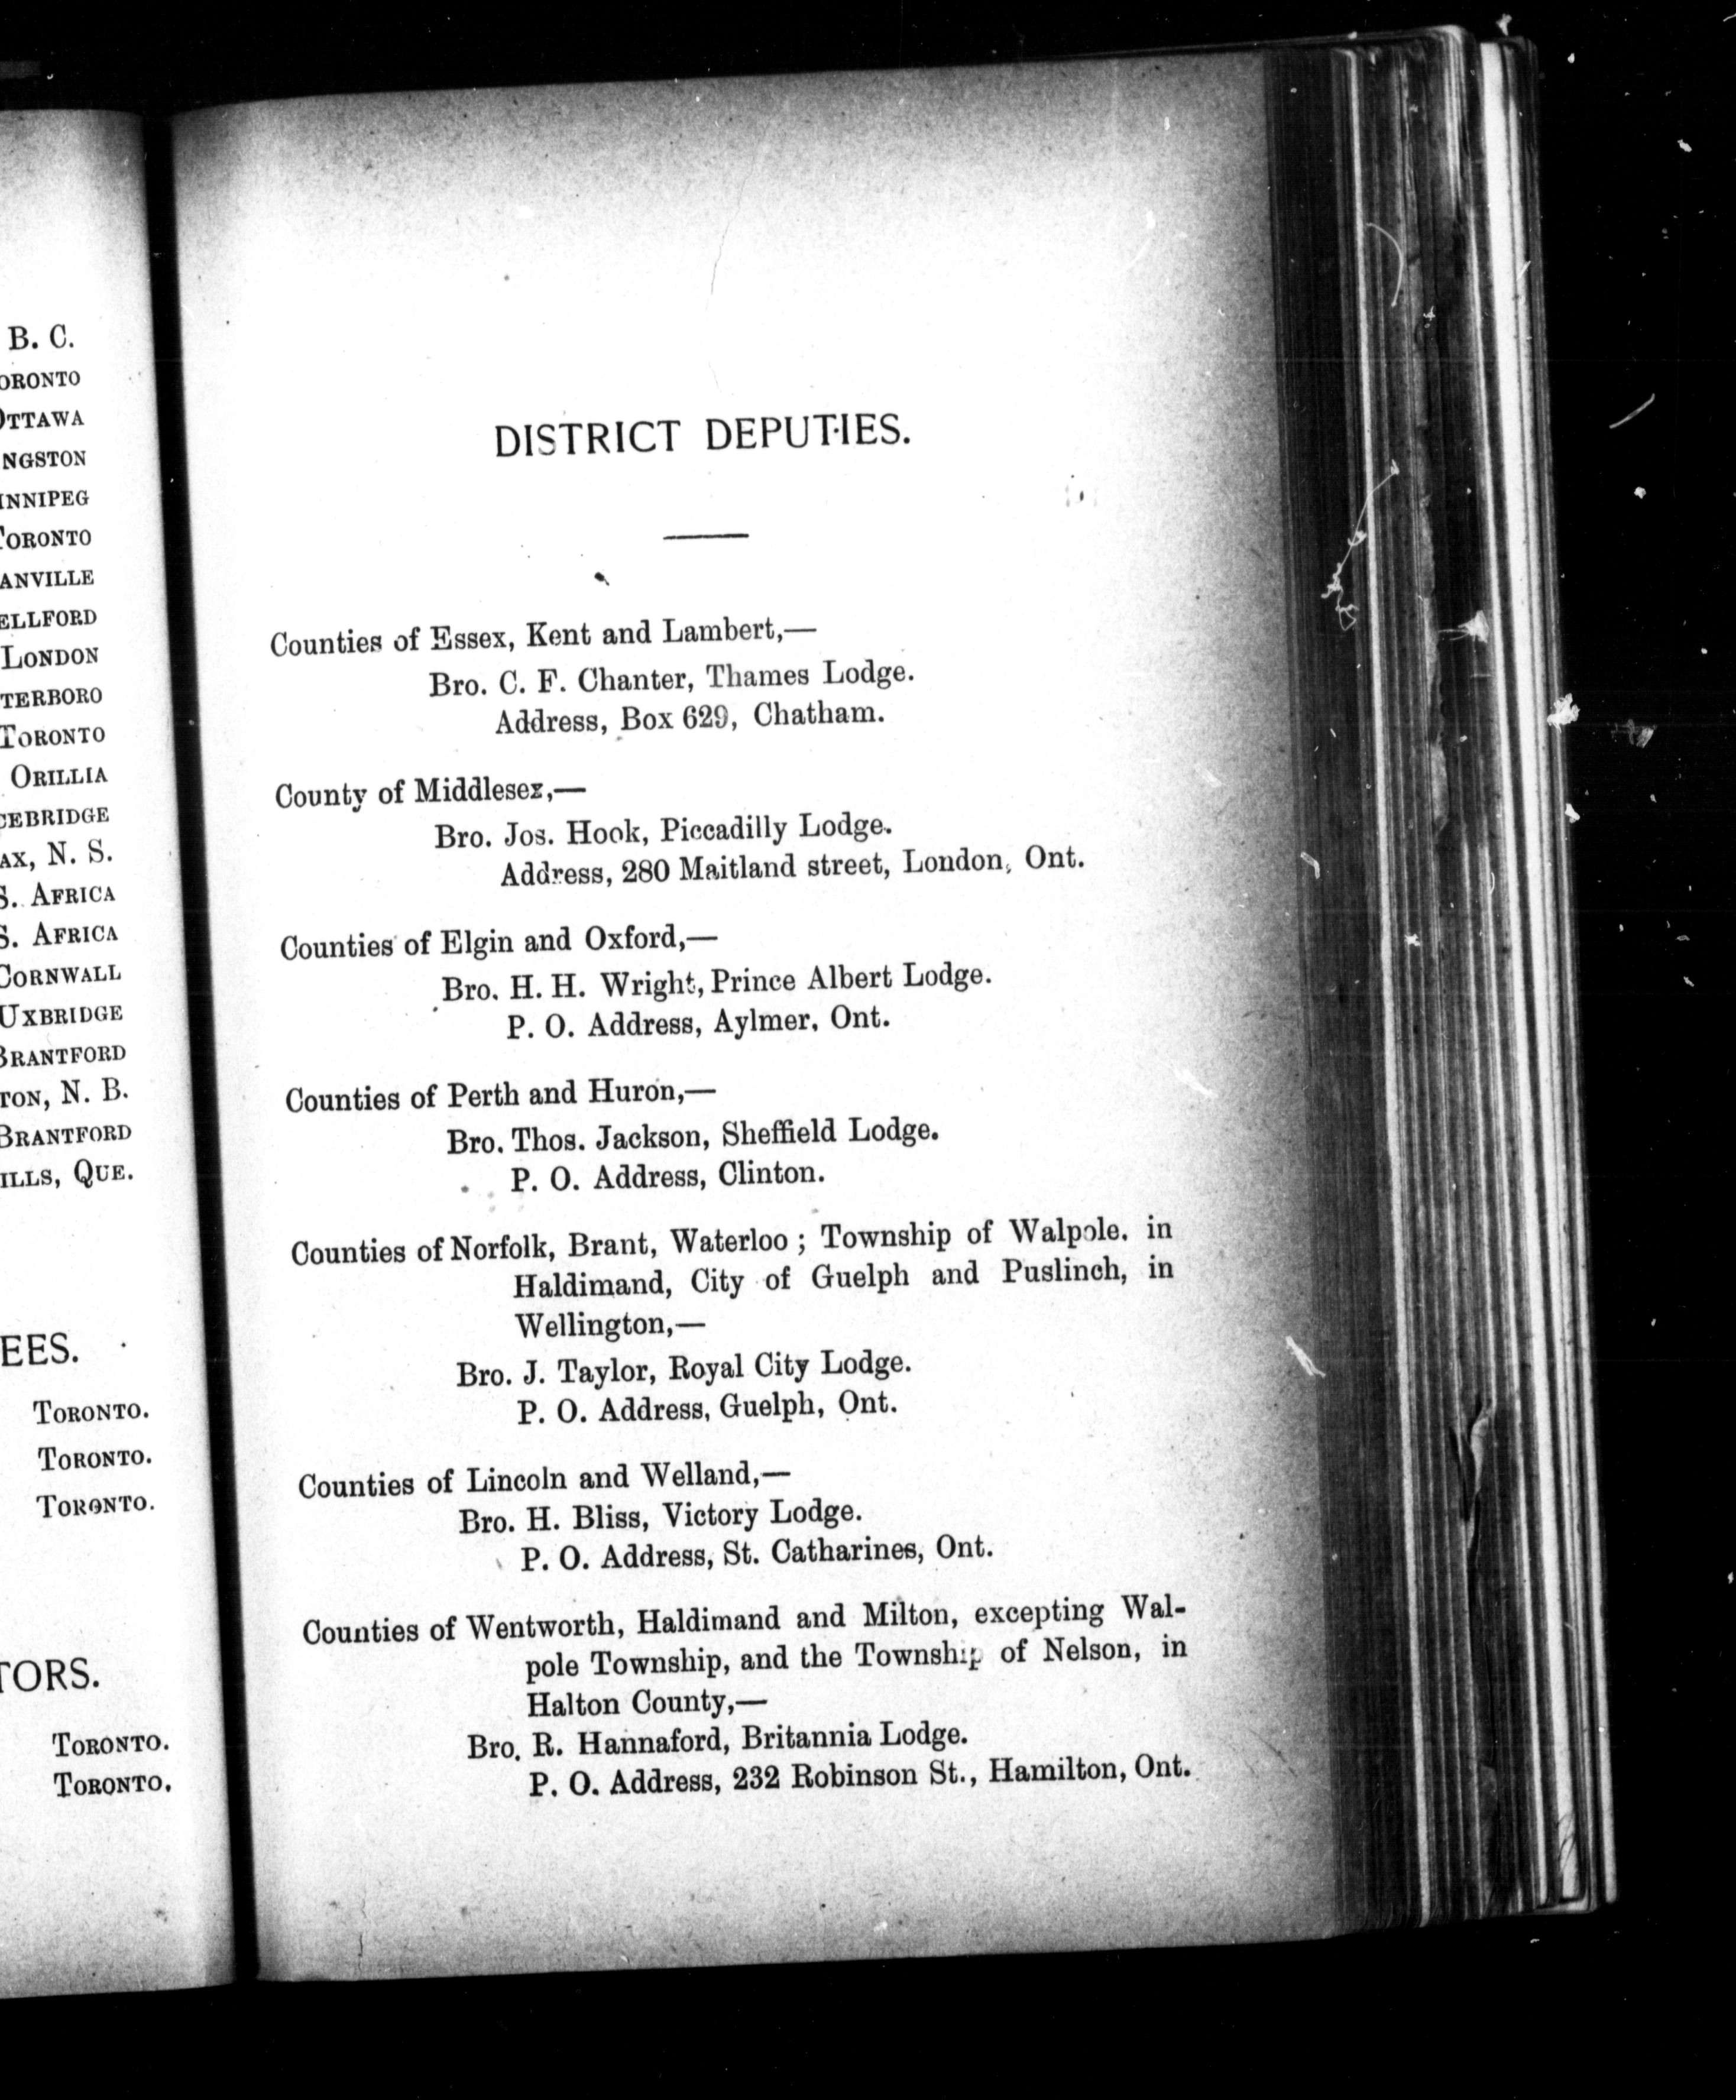 B. C.
ORONTO
OTTAWA
NGSTON
INNIPEG
TORONTO
ANVILLE
ELLFORD
LONDON
TERBORO
TORONTO
ORILLIA
CEBRIDGE
AX, N. S.
S. AFRICA
S. AFRICA
CORNWALL
UXBRIDGE
BRANTFORD
TON, N. B.
BRANTFORD
ILLS, QUE.
EES.
TORONTO.
TORONTO.
TORONTO.
TORS.
TORONTO.
TORONTO.
DISTRICT DEPUTIES.
Counties of Essex, Kent and Lambert,—
Bro. C. F. Chanter, Thames Lodge.
Address, Box 629, Chatham.
County of Middlesex,—
Bro. Jos. Hook, Piccadilly Lodge.
Address, 280 Maitland street, London, Ont.
Counties of Elgin and Oxford,—
Bro. H. H. Wright, Prince Albert Lodge.
P. O. Address, Aylmer, Ont.
Counties of Perth and Huron,—
Bro. Thos. Jackson, Sheffield Lodge.
P. O. Address, Clinton.
Counties of Norfolk, Brant, Waterloo ; Township of Walpole. in
Haldimand, City of Guelph and Puslinch, in
Wellington,—
Bro. J. Taylor, Royal City Lodge.
P. O. Address, Guelph, Ont.
Counties of Lincoln and Welland,—
Bro. H. Bliss, Victory Lodge.
P. O. Address, St. Catharines, Ont.
Counties of Wentworth, Haldimand and Milton, excepting Wal-
pole Township, and the Township of Nelson, in
Halton County,—
Bro. R. Hannaford, Britannia Lodge.
P. O. Address, 232 Robinson St., Hamilton, Ont.